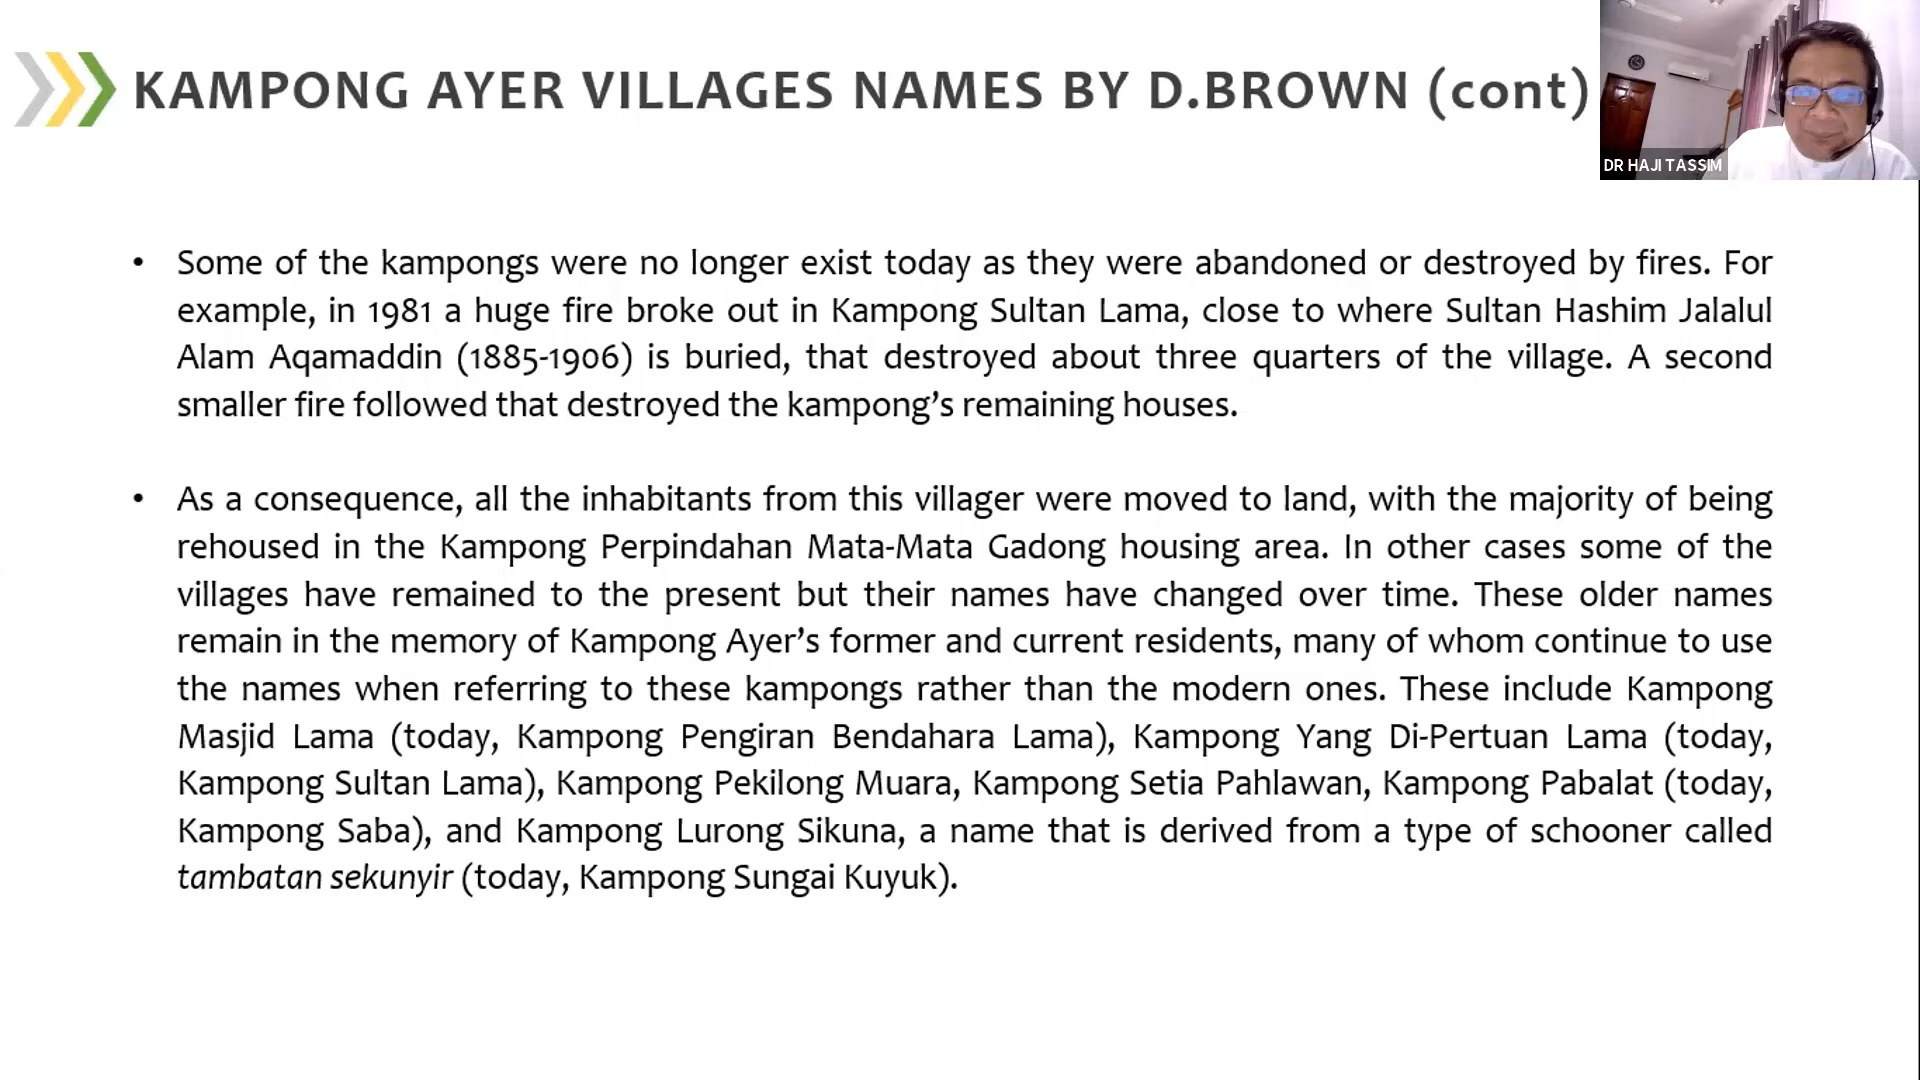 KAMPONG AYER VILLAGES NAMES BY D.BROWN (cont)
DR HAJI TASSIM
• Some of the kampongs were no longer exist today as they were abandoned or destroyed by fires. For
example, in 1981 a huge fire broke out in Kampong Sultan Lama, close to where Sultan Hashim Jalalul
Alam Aqamaddin (1885-1906) is buried, that destroyed about three quarters of the village. A second
smaller fire followed that destroyed the kampong’s remaining houses.
• As a consequence, all the inhabitants from this villager were moved to land, with the majority of being
rehoused in the Kampong Perpindahan Mata-Mata Gadong housing area. In other cases some of the
villages have remained to the present but their names have changed over time. These older names
remain in the memory of Kampong Ayer’s former and current residents, many of whom continue to use
the names when referring to these kampongs rather than the modern ones. These include Kampong
Masjid Lama (today, Kampong Pengiran Bendahara Lama), Kampong Yang Di-Pertuan Lama (today,
Kampong Sultan Lama), Kampong Pekilong Muara, Kampong Setia Pahlawan, Kampong Pabalat (today,
Kampong Saba), and Kampong Lurong Sikuna, a name that is derived from a type of schooner called
tambatan sekunyir (today, Kampong Sungai Kuyuk).